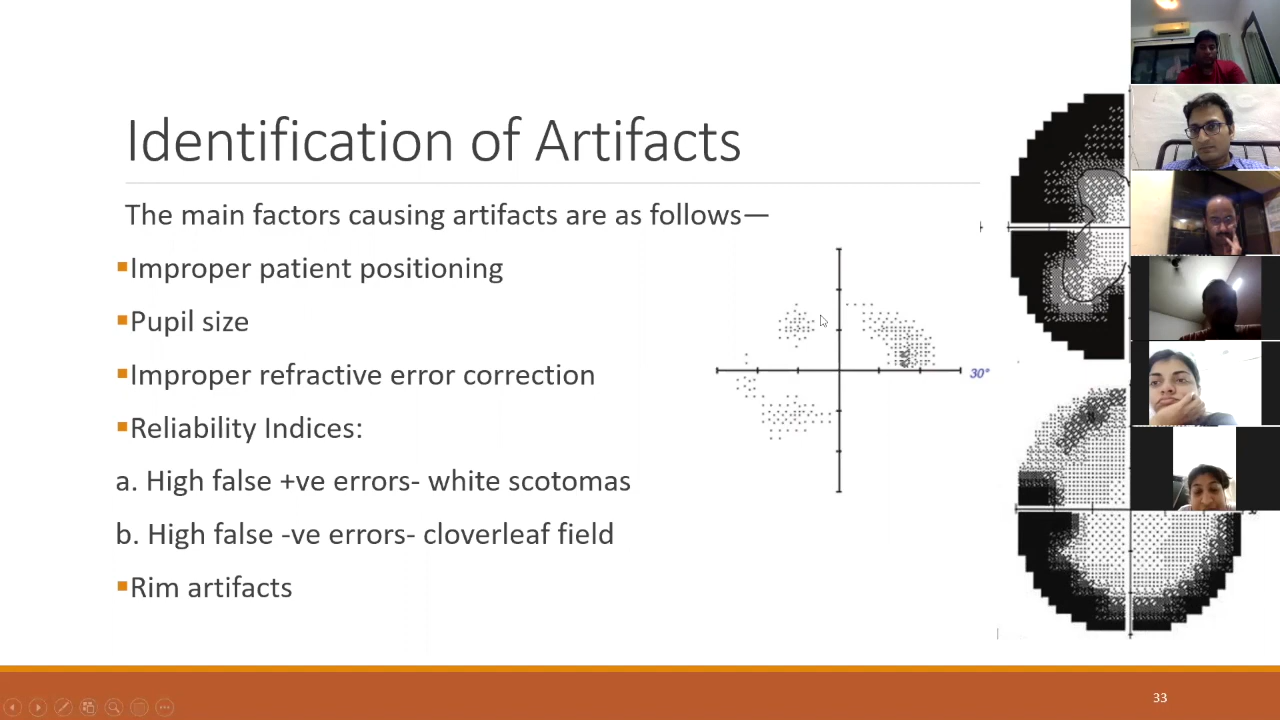 Identification of Artifacts
The main factors causing artifacts are as follows—
▪Improper patient positioning
▪Pupil size
▪Improper refractive error correction
▪Reliability Indices:
a. High false +ve errors- white scotomas
b. High false -ve errors- cloverleaf field
▪Rim artifacts
30°
33